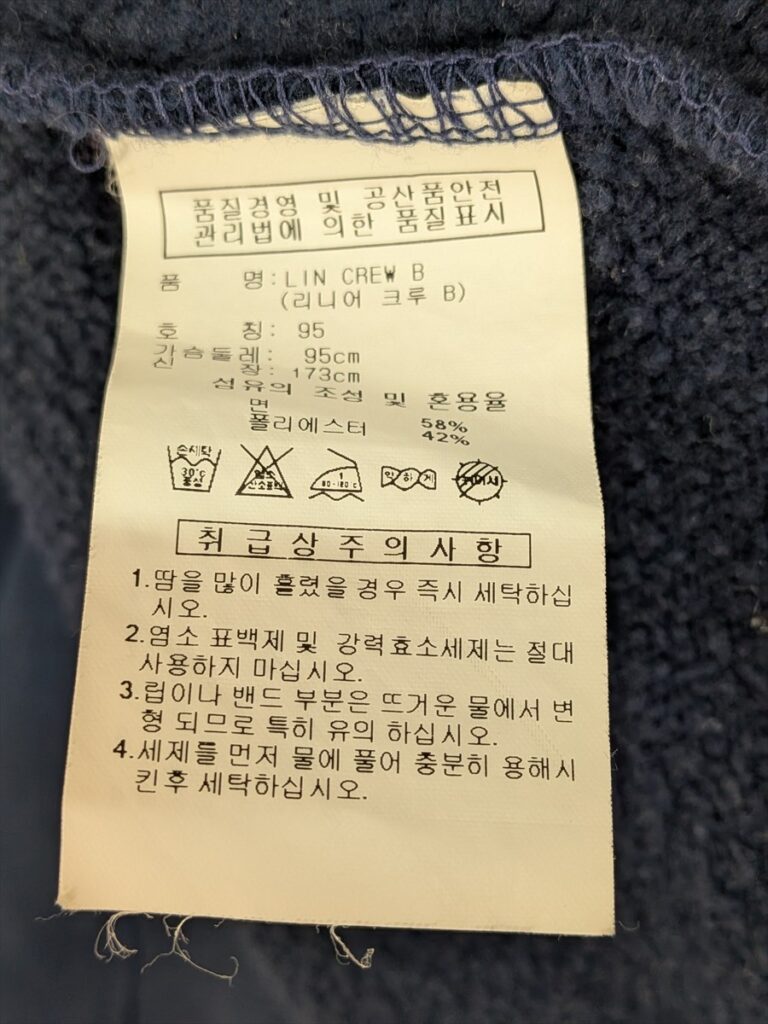 품질경영 및 공산품안전
관리법에 의한 품질표시
품 명: LIN CREW B
(리니어 크루 B)
호 칭: 95
가슴둘레: 95cm
신 장: 173cm
섬유의 조성 및 혼용율
면 58%
폴리에스터 42%
손세탁 30℃ 중성
염소 산소표백
1 80-120℃
약하게
취급상주의사항
1.땀을 많이 흘렸을 경우 즉시 세탁하십
시오.
2.염소 표백제 및 강력효소세제는 절대
사용하지 마십시오.
3.립이나 밴드 부분은 뜨거운 물에서 변
형 되므로 특히 유의 하십시오.
4.세제를 먼저 물에 풀어 충분히 용해시
킨후 세탁하십시오.